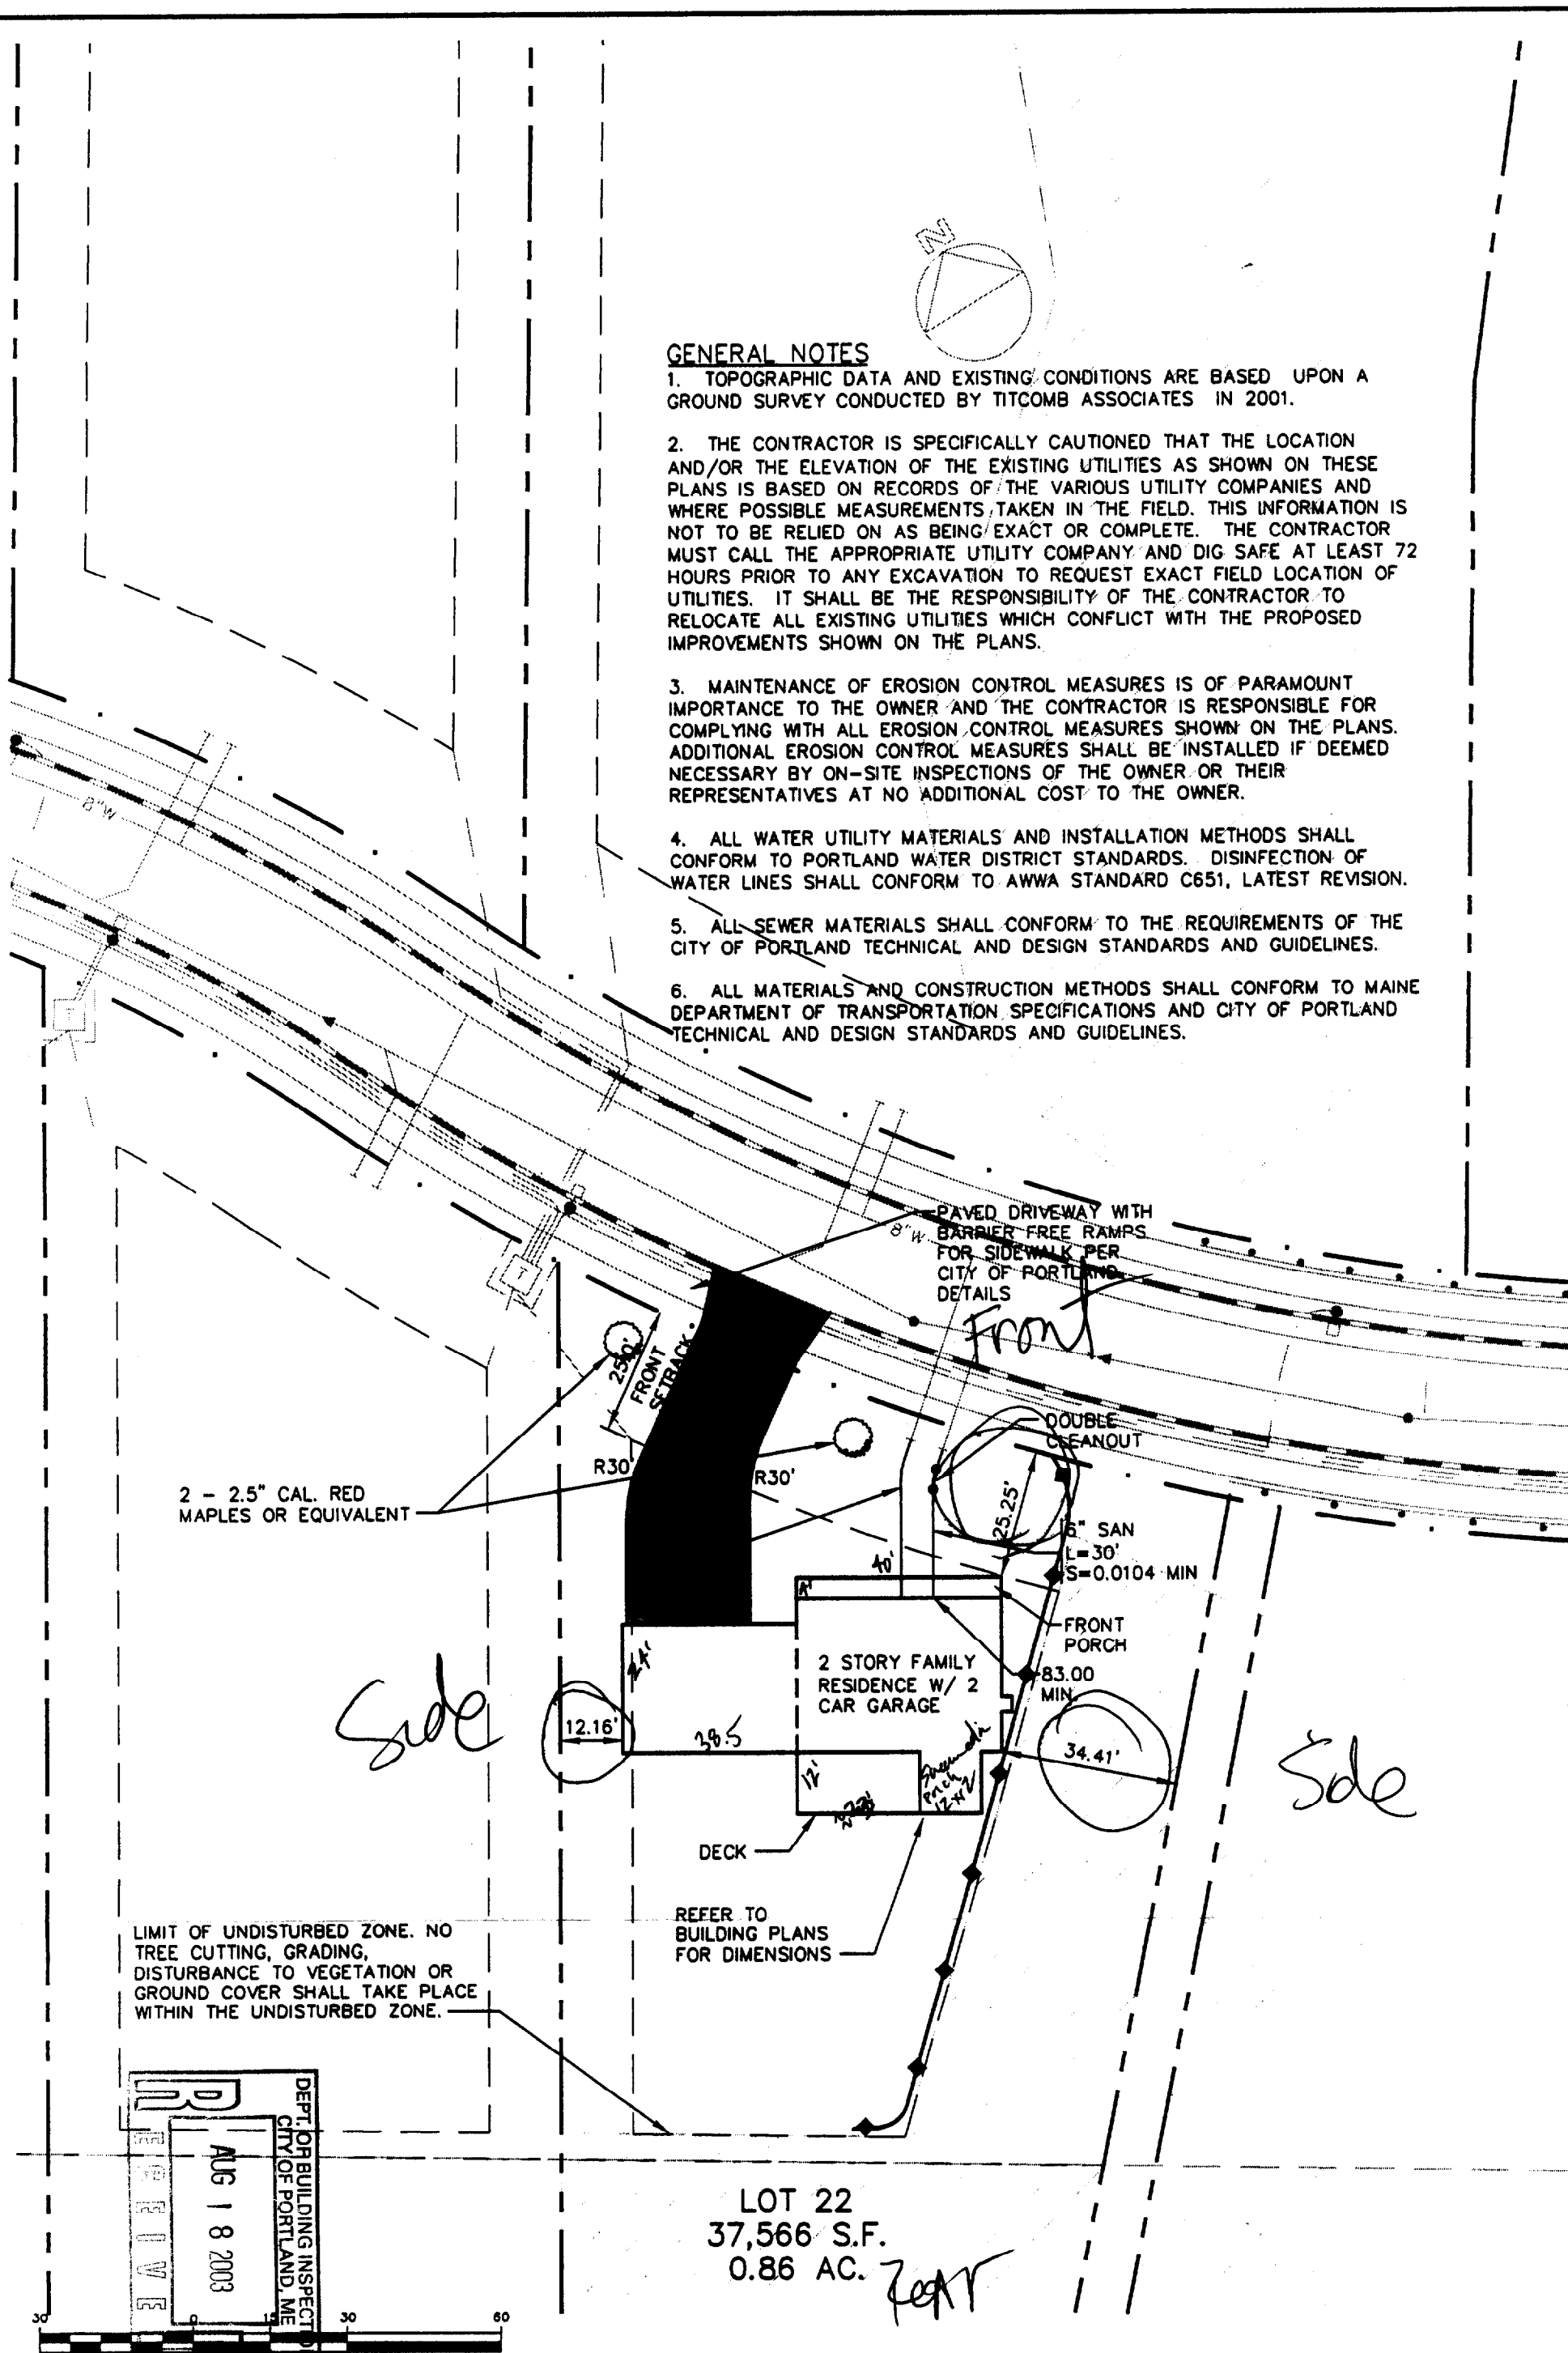 N
GENERAL NOTES
1. TOPOGRAPHIC DATA AND EXISTING CONDITIONS ARE BASED UPON A
GROUND SURVEY CONDUCTED BY TITCOMB ASSOCIATES IN 2001.
2. THE CONTRACTOR IS SPECIFICALLY CAUTIONED THAT THE LOCATION
AND/OR THE ELEVATION OF THE EXISTING UTILITIES AS SHOWN ON THESE
PLANS IS BASED ON RECORDS OF THE VARIOUS UTILITY COMPANIES AND
WHERE POSSIBLE MEASUREMENTS TAKEN IN THE FIELD. THIS INFORMATION IS
NOT TO BE RELIED ON AS BEING EXACT OR COMPLETE. THE CONTRACTOR
MUST CALL THE APPROPRIATE UTILITY COMPANY AND DIG SAFE AT LEAST 72
HOURS PRIOR TO ANY EXCAVATION TO REQUEST EXACT FIELD LOCATION OF
UTILITIES. IT SHALL BE THE RESPONSIBILITY OF THE CONTRACTOR TO
RELOCATE ALL EXISTING UTILITIES WHICH CONFLICT WITH THE PROPOSED
IMPROVEMENTS SHOWN ON THE PLANS.
3. MAINTENANCE OF EROSION CONTROL MEASURES IS OF PARAMOUNT
IMPORTANCE TO THE OWNER AND THE CONTRACTOR IS RESPONSIBLE FOR
COMPLYING WITH ALL EROSION CONTROL MEASURES SHOWN ON THE PLANS.
ADDITIONAL EROSION CONTROL MEASURES SHALL BE INSTALLED IF DEEMED
NECESSARY BY ON-SITE INSPECTIONS OF THE OWNER OR THEIR
REPRESENTATIVES AT NO ADDITIONAL COST TO THE OWNER.
4. ALL WATER UTILITY MATERIALS AND INSTALLATION METHODS SHALL
CONFORM TO PORTLAND WATER DISTRICT STANDARDS. DISINFECTION OF
WATER LINES SHALL CONFORM TO AWWA STANDARD C651, LATEST REVISION.
5. ALL SEWER MATERIALS SHALL CONFORM TO THE REQUIREMENTS OF THE
CITY OF PORTLAND TECHNICAL AND DESIGN STANDARDS AND GUIDELINES.
6. ALL MATERIALS AND CONSTRUCTION METHODS SHALL CONFORM TO MAINE
DEPARTMENT OF TRANSPORTATION SPECIFICATIONS AND CITY OF PORTLAND
TECHNICAL AND DESIGN STANDARDS AND GUIDELINES.
8"W
8"W
PAVED DRIVEWAY WITH
BARRIER FREE RAMPS
FOR SIDEWALK PER
CITY OF PORTLAND
DETAILS
Front
25.0'
FRONT
SETBACK
DOUBLE
CLEANOUT
R30'
R30'
2 - 2.5" CAL. RED
MAPLES OR EQUIVALENT
25.25'
6" SAN
L=30'
S=0.0104 MIN
40'
FRONT
PORCH
2 STORY FAMILY
RESIDENCE W/ 2
CAR GARAGE
83.00
MIN.
24'
Side
12.16'
38.5
34.41'
Side
12'
Porch
12x12
DECK
REFER TO
BUILDING PLANS
FOR DIMENSIONS
LIMIT OF UNDISTURBED ZONE. NO
TREE CUTTING, GRADING,
DISTURBANCE TO VEGETATION OR
GROUND COVER SHALL TAKE PLACE
WITHIN THE UNDISTURBED ZONE.
DEPT. OF BUILDING INSPECTIO
CITY OF PORTLAND, ME
AUG 18 2003
RECEIVE
LOT 22
37,566 S.F.
0.86 AC.
Rear
30 0 15 30 60